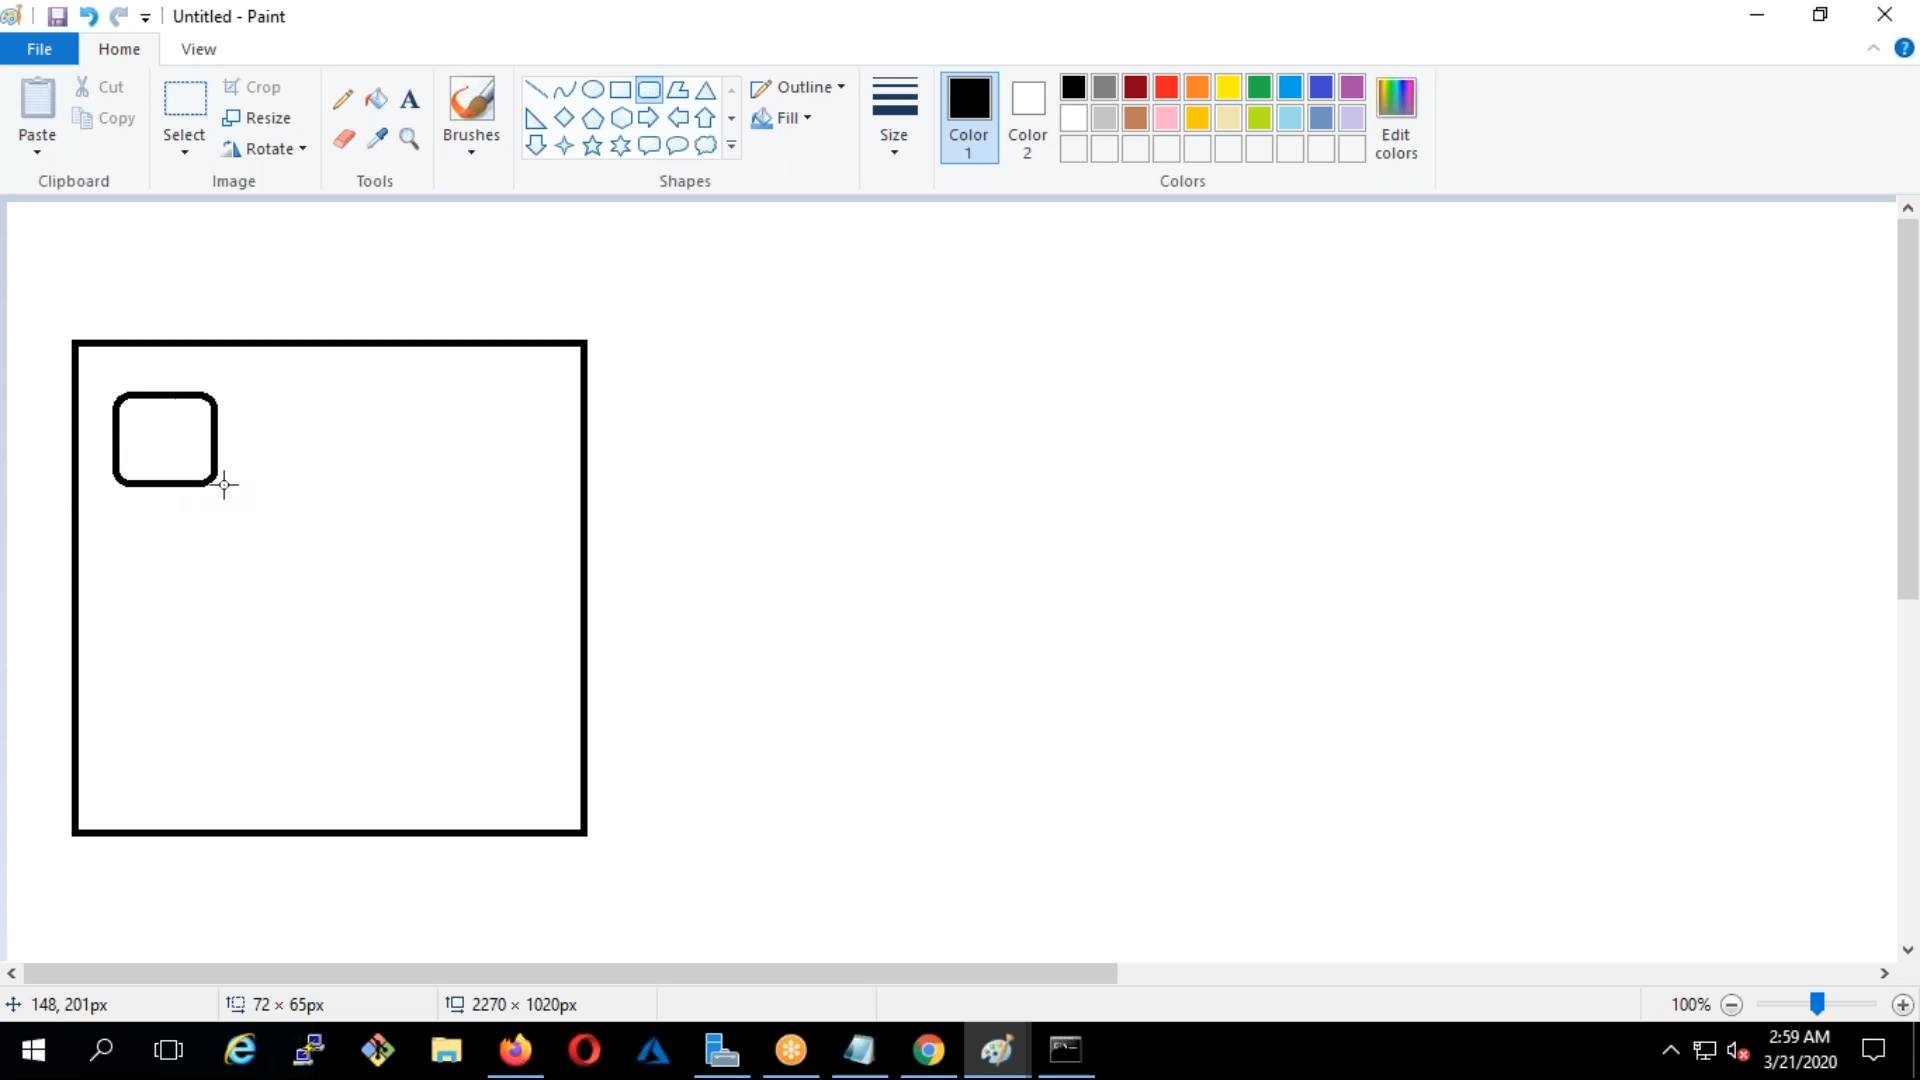 Untitled - Paint
File Home View
Paste
Cut
Copy
Clipboard
Select
Crop
Resize
Rotate
Image
A
Tools
Brushes
Outline
Fill
Shapes
Size
Color 1
Color 2
Edit colors
Colors
148, 201px
72 × 65px
2270 × 1020px
100%
2:59 AM
3/21/2020